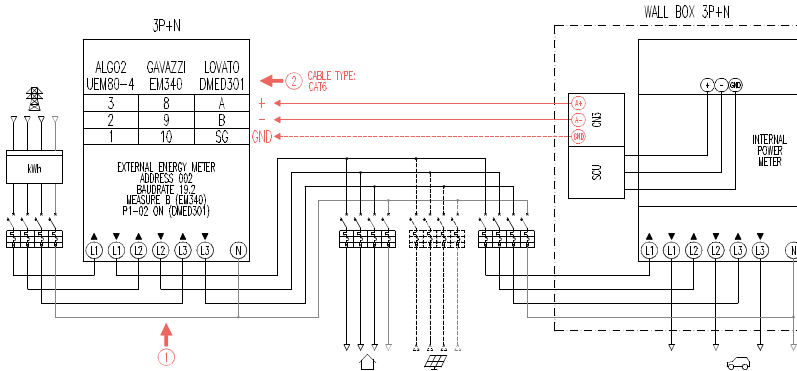 WALL BOX 3P+N
3P+N
ALGO2 GAVAZZI LOVATO
UEM80-4 EM340 DMED301
3 8 A
2 9 B
1 10 SG
2 CABLE TYPE:
CAT6
+
-
GND
A+
A-
GND
CN3
SCU
+ - GND
INTERNAL
POWER
METER
kWh
EXTERNAL ENERGY METER
ADDRESS 002
BAUDRATE 19.2
MEASURE B (EM340)
P1-02 ON (DMED301)
L1 L1 L2 L2 L3 L3 N
L1 L1 L2 L2 L3 L3 N
1